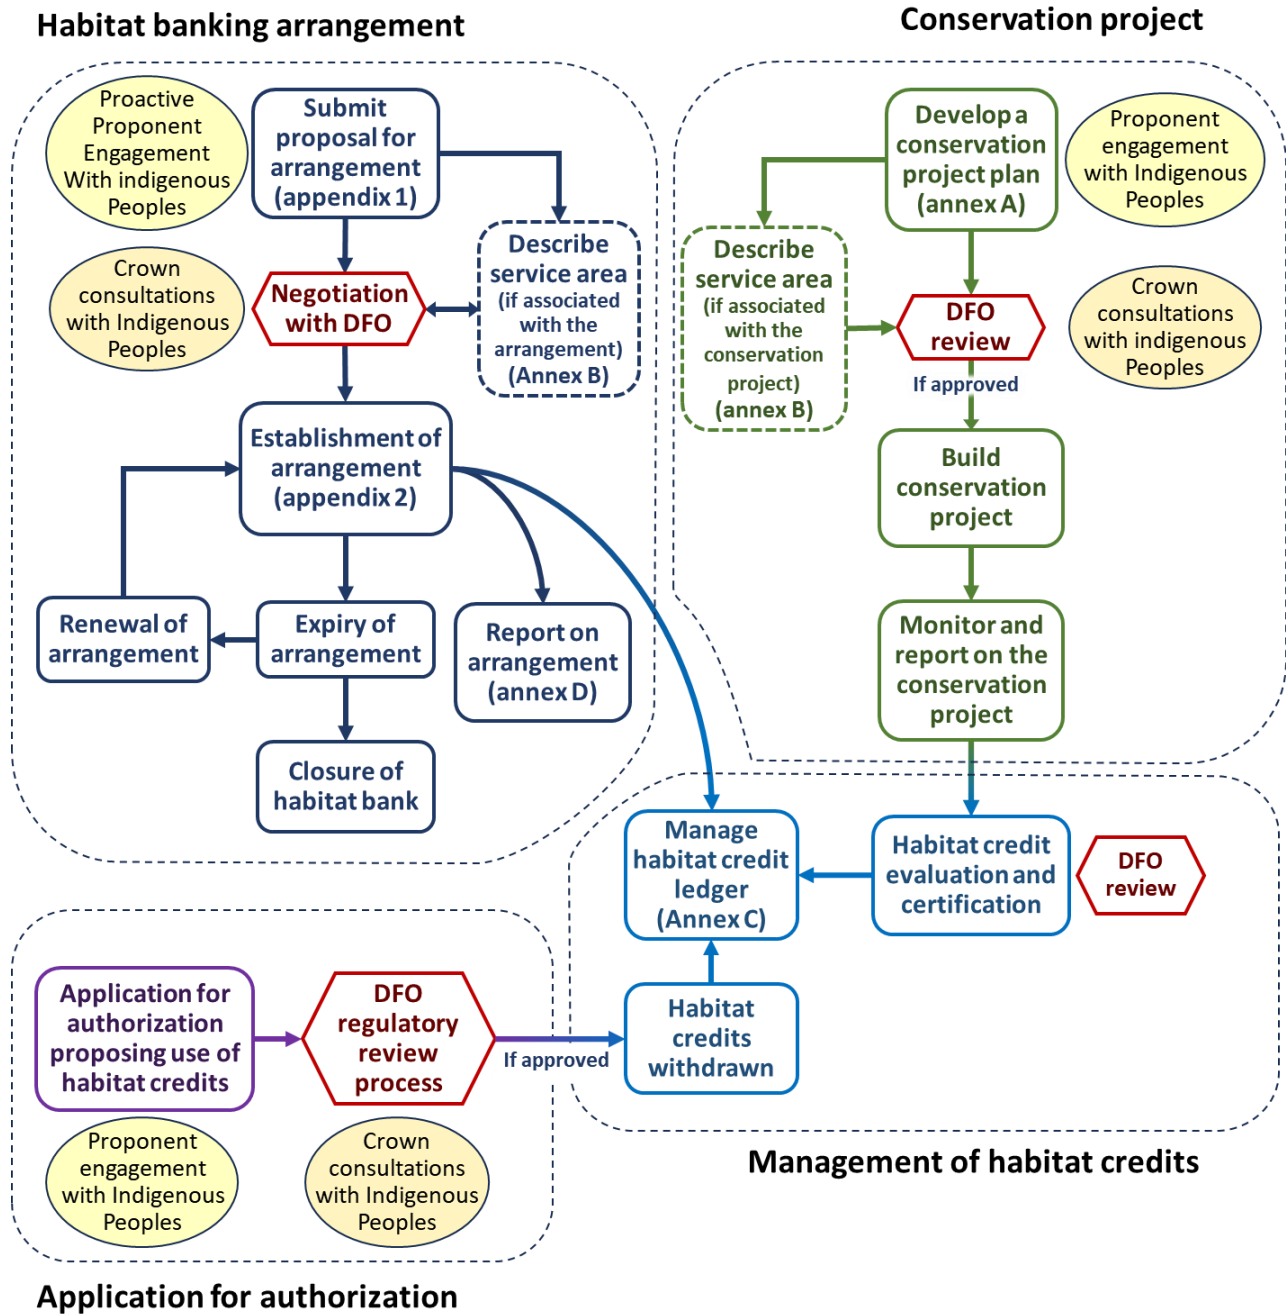 Habitat banking arrangement
Proactive
Proponent
Engagement
With indigenous
Peoples
Submit
proposal for
arrangement
(appendix 1)
Crown
consultations
with Indigenous
Peoples
Negotiation
with DFO
Describe
service area
(if associated
with the
arrangement)
(Annex B)
Establishment of
arrangement
(appendix 2)
Renewal of
arrangement
Expiry of
arrangement
Report on
arrangement
(annex D)
Closure of
habitat bank
Conservation project
Develop a
conservation
project plan
(annex A)
Proponent
engagement
with Indigenous
Peoples
Describe
service area
(if associated
with the
conservation
project)
(annex B)
DFO
review
Crown
consultations
with indigenous
Peoples
If approved
Build
conservation
project
Monitor and
report on the
conservation
project
Manage
habitat credit
ledger
(Annex C)
Habitat credit
evaluation and
certification
DFO
review
Habitat
credits
withdrawn
Management of habitat credits
Application for
authorization
proposing use of
habitat credits
DFO
regulatory
review
process
If approved
Proponent
engagement
with Indigenous
Peoples
Crown
consultations
with Indigenous
Peoples
Application for authorization